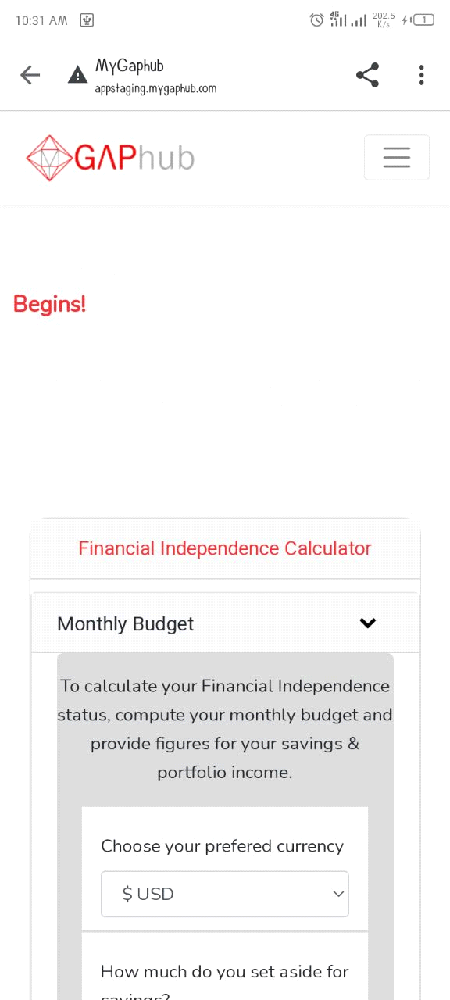 10:31 AM
4G
202.5
K/s
1
MyGaphub
appstaging.mygaphub.com
GAPhub
Begins!
Financial Independence Calculator
Monthly Budget
To calculate your Financial Independence
status, compute your monthly budget and
provide figures for your savings &
portfolio income.
Choose your prefered currency
$ USD
How much do you set aside for
savings?